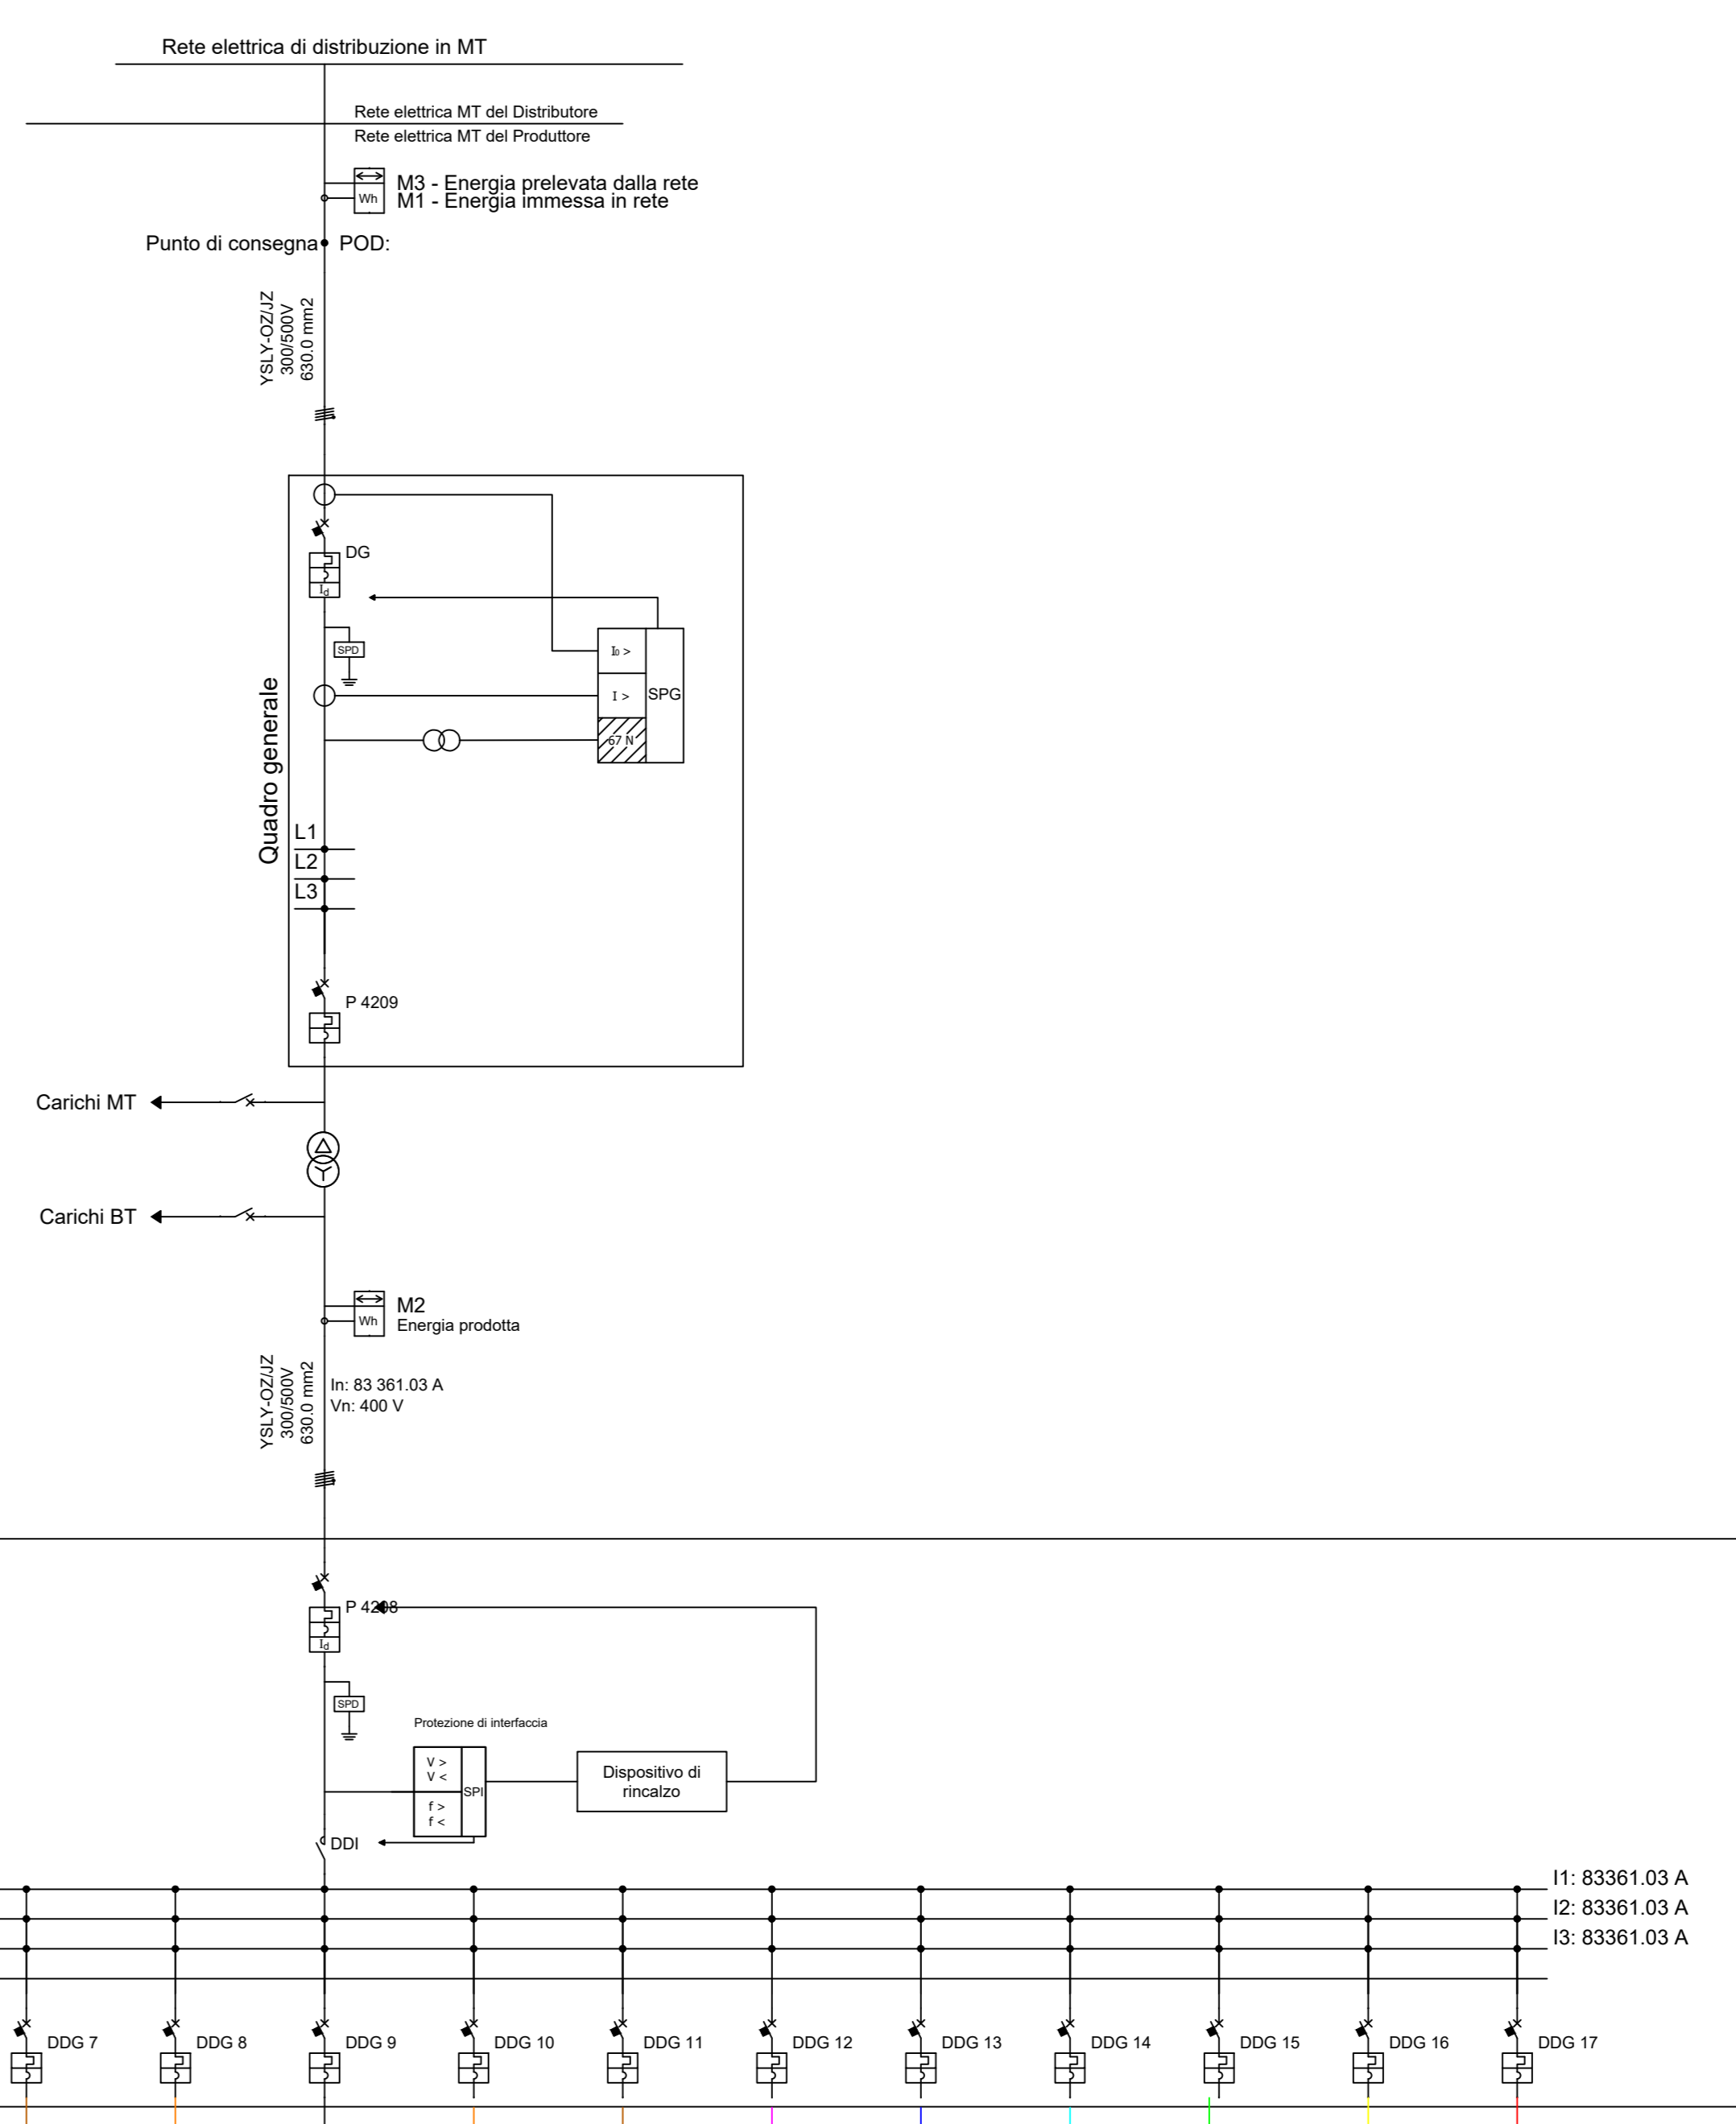 Rete elettrica di distribuzione in MT
Rete elettrica MT del Distributore
Rete elettrica MT del Produttore
Wh
M3 - Energia prelevata dalla rete
M1 - Energia immessa in rete
Punto di consegna
POD:
YSLY-OZ/JZ
300/500V
630.0 mm2
Quadro generale
DG
Id
SPD
I0 >
I >
67 N
SPG
L1
L2
L3
P 4209
Carichi MT
Carichi BT
Wh
M2
Energia prodotta
YSLY-OZ/JZ
300/500V
630.0 mm2
In: 83 361.03 A
Vn: 400 V
P 4208
Id
SPD
Protezione di interfaccia
V >
V <
f >
f <
SPI
Dispositivo di
rincalzo
DDI
I1: 83361.03 A
I2: 83361.03 A
I3: 83361.03 A
DDG 7
DDG 8
DDG 9
DDG 10
DDG 11
DDG 12
DDG 13
DDG 14
DDG 15
DDG 16
DDG 17